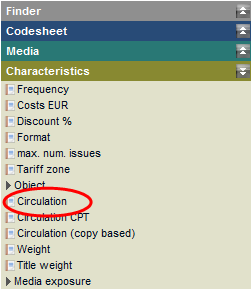 Finder
Codesheet
Media
Characteristics
Frequency
Costs EUR
Discount %
Format
max. num. issues
Tariff zone
Object
Circulation
Circulation CPT
Circulation (copy based)
Weight
Title weight
Media exposure